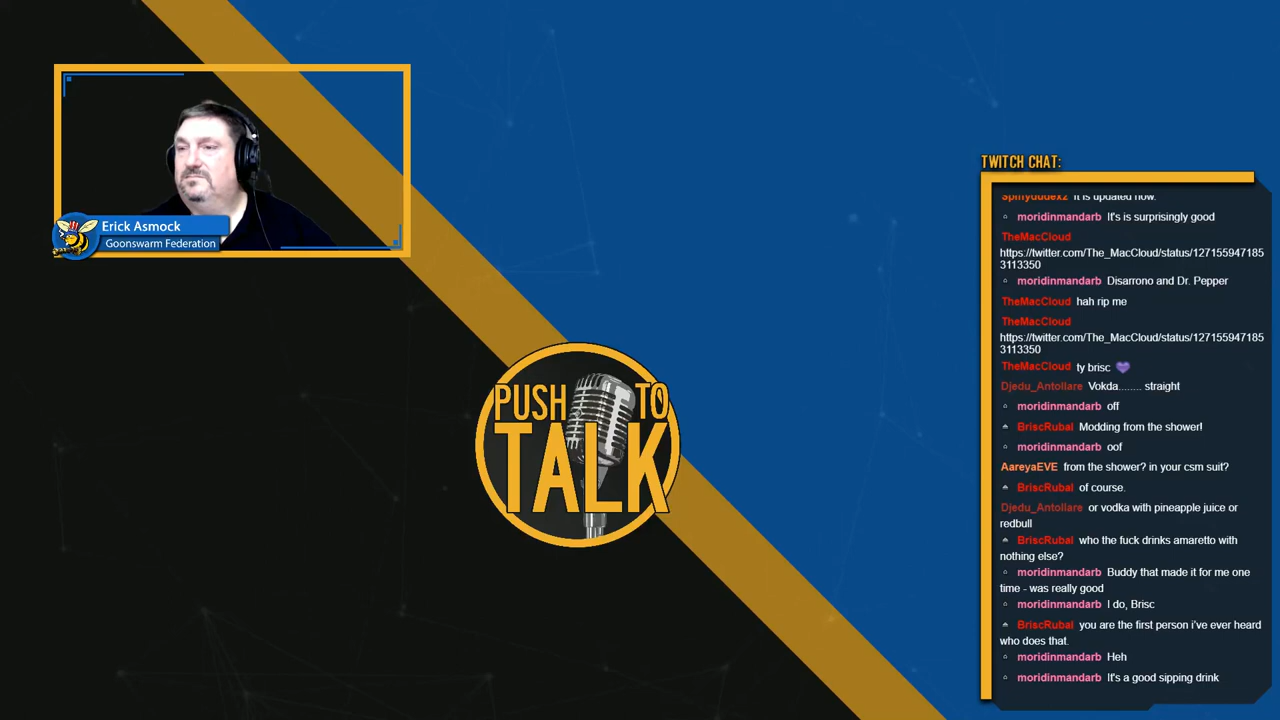 Erick Asmock
Goonswarm Federation
PUSH TO
TALK
TWITCH CHAT:
Spinydudex2 It is updated now.
moridinmandarb It's is surprisingly good
TheMacCloud
https://twitter.com/The_MacCloud/status/127155947185
3113350
moridinmandarb Disarrono and Dr. Pepper
TheMacCloud hah rip me
TheMacCloud
https://twitter.com/The_MacCloud/status/127155947185
3113350
TheMacCloud ty brisc
Djedu_Antollare Vokda........ straight
moridinmandarb off
BriscRubal Modding from the shower!
moridinmandarb oof
AareyaEVE from the shower? in your csm suit?
BriscRubal of course.
Djedu_Antollare or vodka with pineapple juice or
redbull
BriscRubal who the fuck drinks amaretto with
nothing else?
moridinmandarb Buddy that made it for me one
time - was really good
moridinmandarb I do, Brisc
BriscRubal you are the first person i've ever heard
who does that.
moridinmandarb Heh
moridinmandarb It's a good sipping drink